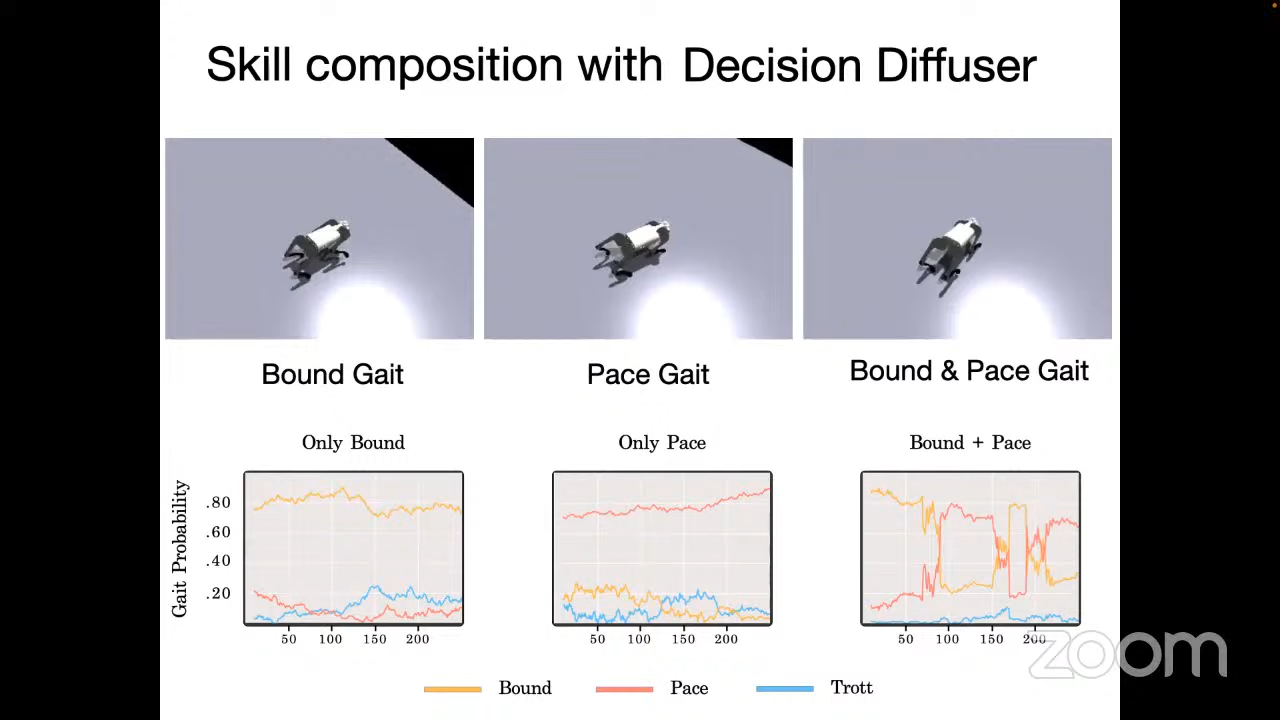 Skill composition with Decision Diffuser
Bound Gait
Pace Gait
Bound & Pace Gait
Only Bound
Only Pace
Bound + Pace
Gait Probability
.80
.60
.40
.20
50 100 150 200
50 100 150 200
50 100 150 200
Bound
Pace
Trott
zoom